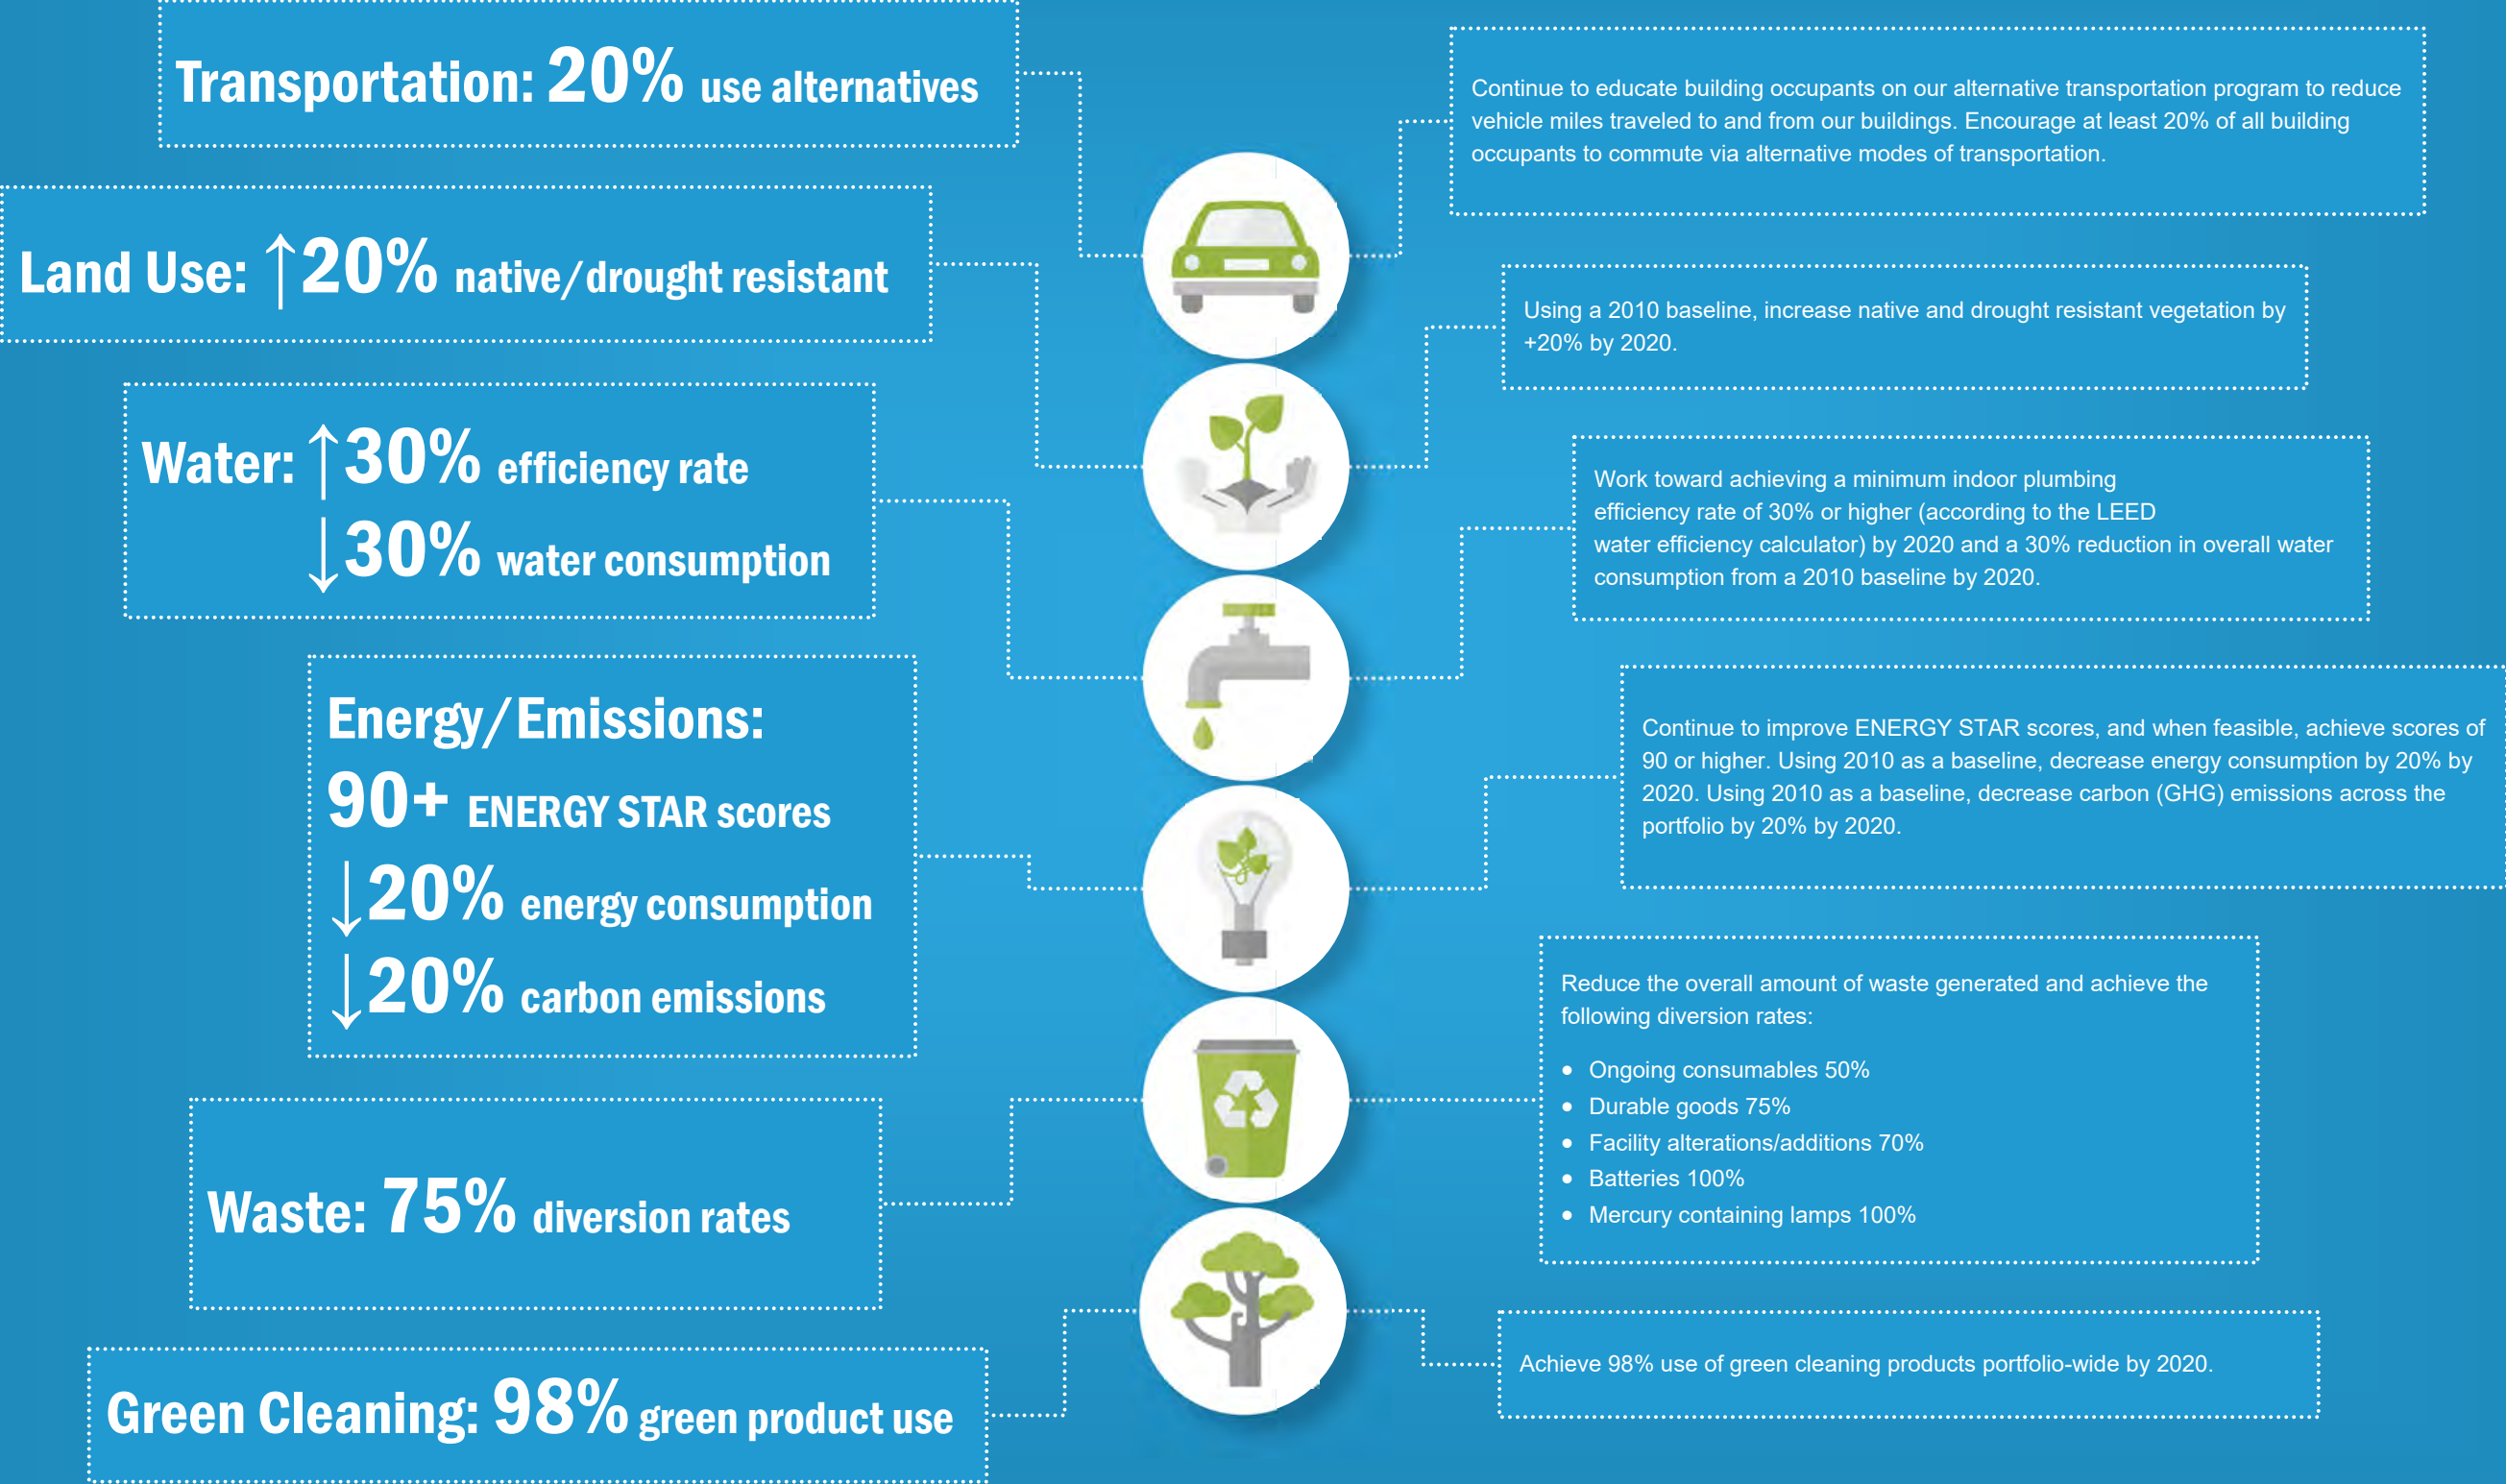 Transportation: 20% use alternatives
Continue to educate building occupants on our alternative transportation program to reduce
vehicle miles traveled to and from our buildings. Encourage at least 20% of all building
occupants to commute via alternative modes of transportation.
Land Use: ↑20% native/drought resistant
Using a 2010 baseline, increase native and drought resistant vegetation by
+20% by 2020.
Water: ↑30% efficiency rate
↓30% water consumption
Work toward achieving a minimum indoor plumbing
efficiency rate of 30% or higher (according to the LEED
water efficiency calculator) by 2020 and a 30% reduction in overall water
consumption from a 2010 baseline by 2020.
Energy/Emissions:
90+ ENERGY STAR scores
↓20% energy consumption
↓20% carbon emissions
Continue to improve ENERGY STAR scores, and when feasible, achieve scores of
90 or higher. Using 2010 as a baseline, decrease energy consumption by 20% by
2020. Using 2010 as a baseline, decrease carbon (GHG) emissions across the
portfolio by 20% by 2020.
Waste: 75% diversion rates
Reduce the overall amount of waste generated and achieve the
following diversion rates:
• Ongoing consumables 50%
• Durable goods 75%
• Facility alterations/additions 70%
• Batteries 100%
• Mercury containing lamps 100%
Green Cleaning: 98% green product use
Achieve 98% use of green cleaning products portfolio-wide by 2020.